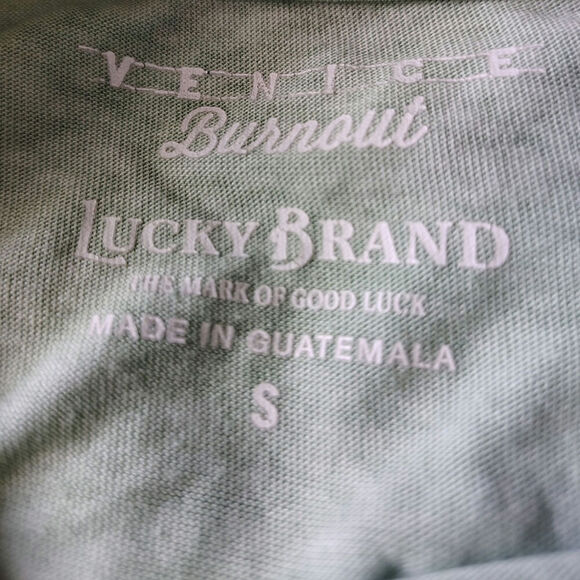 VENICE
Burnout
LUCKY BRAND
THE MARK OF GOOD LUCK
MADE IN GUATEMALA
S